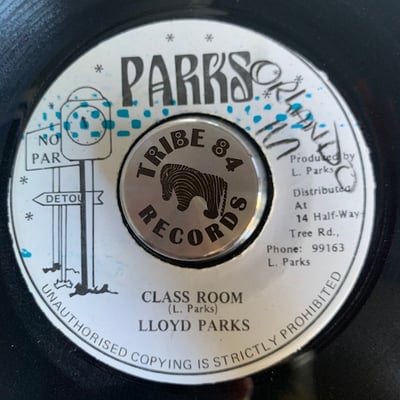 PARKS
ORLANDO
NO
PAR
DETOU
Produced by
L. Parks
Distributed
At
14 Half-Way-
Tree Rd.,
Phone: 99163
L. Parks
TRIBE 84
RECORDS
CLASS ROOM
(L. Parks)
LLOYD PARKS
UNAUTHORISED COPYING IS STRICTLY PROHIBITED